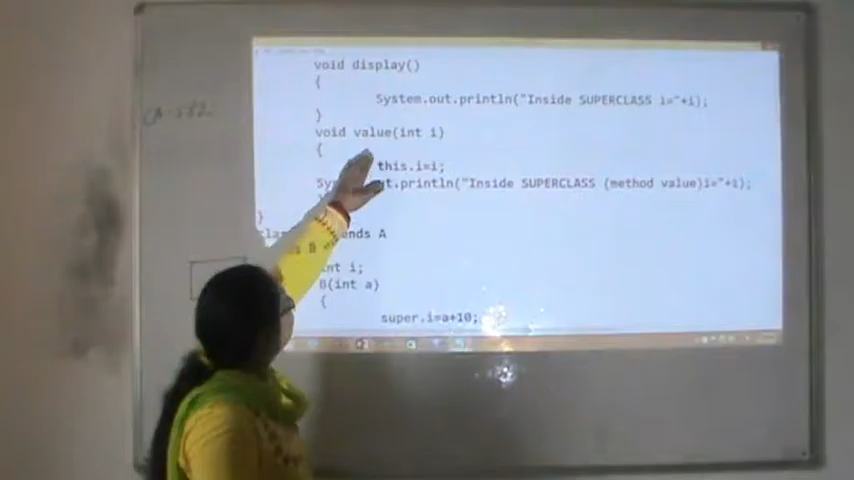 void display()
{
System.out.println("Inside SUPERCLASS i="+i);
}
void value(int i)
{
this.i=i;
.println("Inside SUPERCLASS (method value)i="+i);
}
ends A
int i;
B(int a)
{
super.i=a+10;